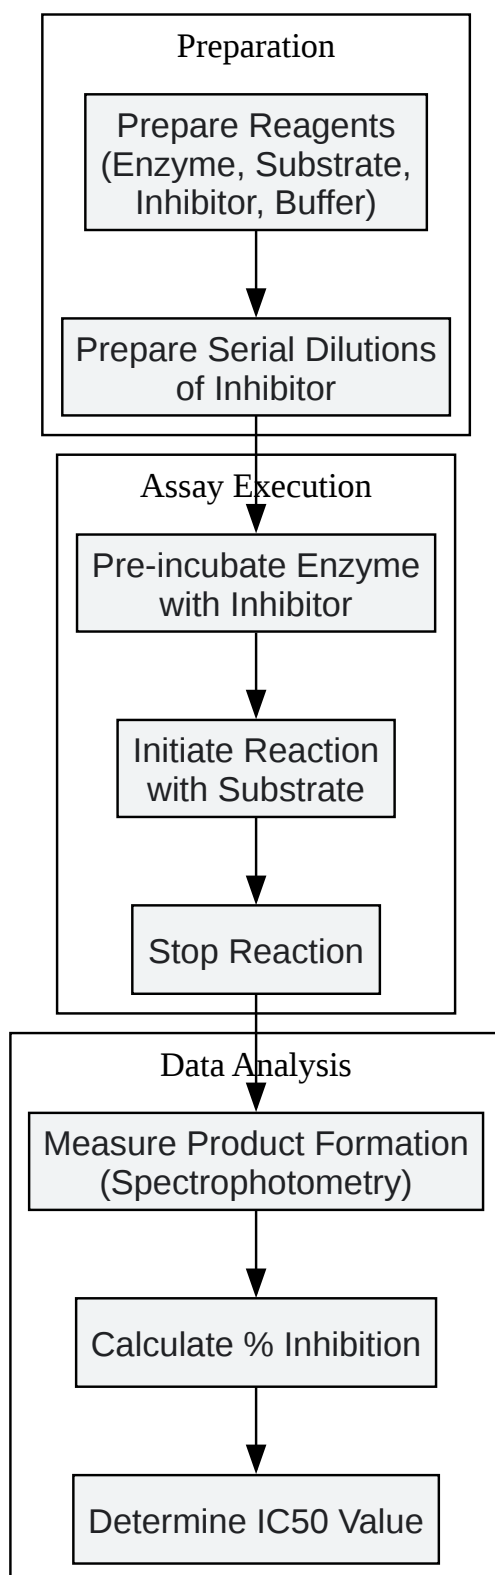 Preparation
Prepare Reagents
(Enzyme, Substrate,
Inhibitor, Buffer)
Prepare Serial Dilutions
of Inhibitor
Assay Execution
Pre-incubate Enzyme
with Inhibitor
Initiate Reaction
with Substrate
Stop Reaction
Data Analysis
Measure Product Formation
(Spectrophotometry)
Calculate % Inhibition
Determine IC50 Value